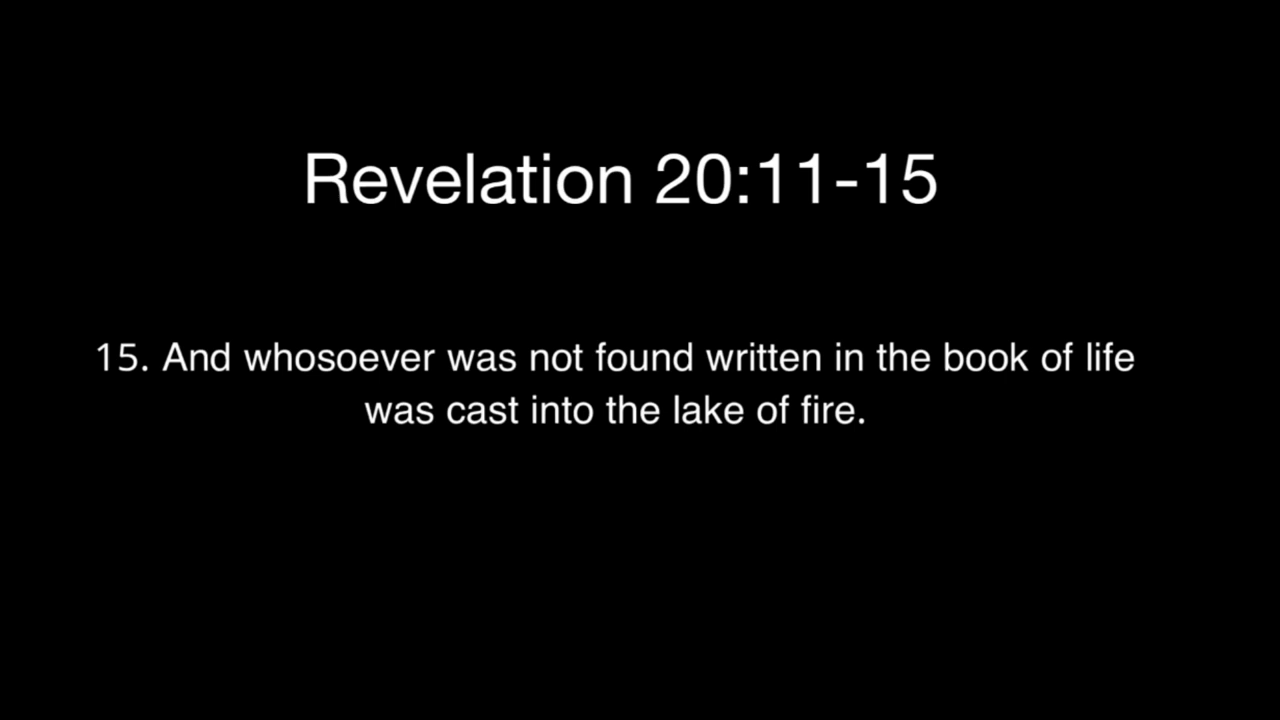 Revelation 20:11-15
15. And whosoever was not found written in the book of life
was cast into the lake of fire.